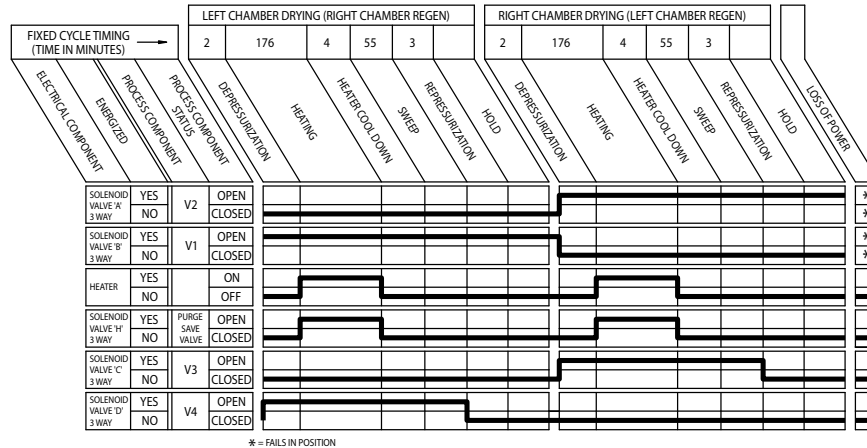 LEFT CHAMBER DRYING (RIGHT CHAMBER REGEN)
RIGHT CHAMBER DRYING (LEFT CHAMBER REGEN)
FIXED CYCLE TIMING
(TIME IN MINUTES)
2 176 4 55 3
2 176 4 55 3
ELECTRICAL COMPONENT
ENERGIZED
PROCESS COMPONENT
PROCESS COMPONENT
STATUS
DEPRESSURIZATION
HEATING
HEATER COOL DOWN
SWEEP
REPRESSURIZATION
HOLD
DEPRESSURIZATION
HEATING
HEATER COOL DOWN
SWEEP
REPRESSURIZATION
HOLD
LOSS OF POWER
SOLENOID
VALVE 'A'
3 WAY
YES
NO
V2
OPEN
CLOSED
*
*
SOLENOID
VALVE 'B'
3 WAY
YES
NO
V1
OPEN
CLOSED
*
*
HEATER
YES
NO
ON
OFF
SOLENOID
VALVE 'H'
3 WAY
YES
NO
PURGE
SAVE
VALVE
OPEN
CLOSED
SOLENOID
VALVE 'C'
3 WAY
YES
NO
V3
OPEN
CLOSED
SOLENOID
VALVE 'D'
3 WAY
YES
NO
V4
OPEN
CLOSED
* = FAILS IN POSITION